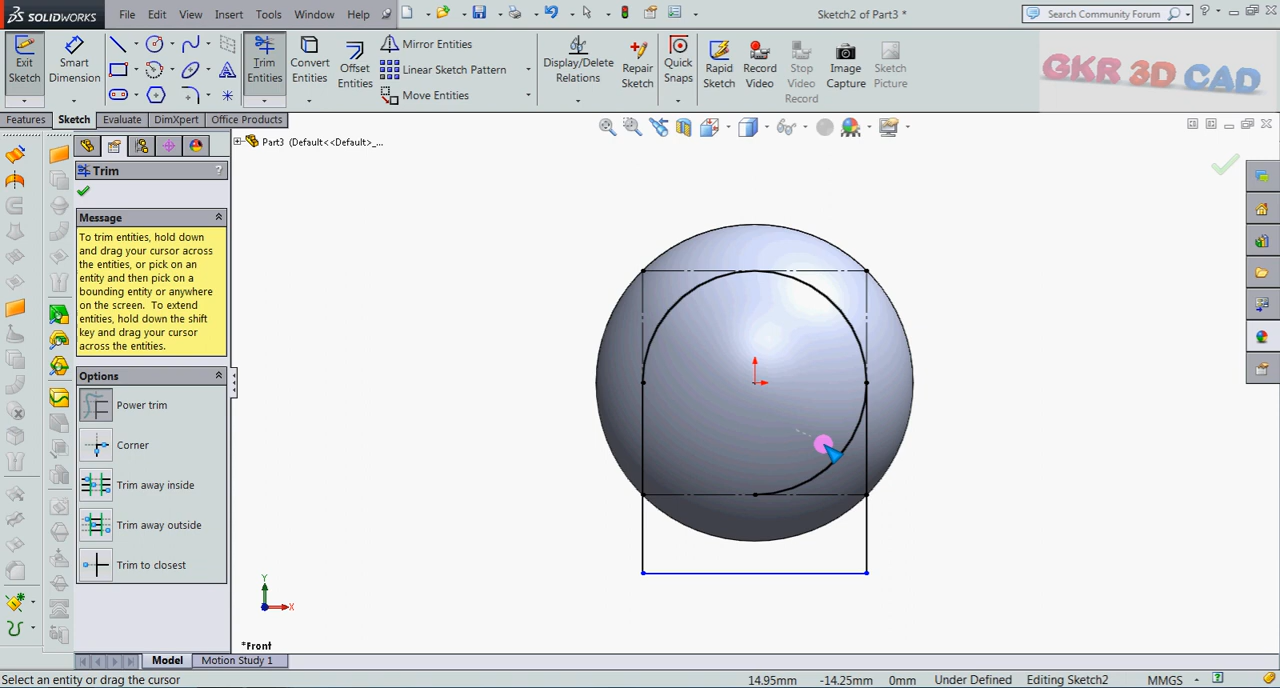 SOLIDWORKS
File Edit View Insert Tools Window Help
Sketch2 of Part3 *
Search Community Forum
Exit Sketch
Smart Dimension
Trim Entities
Convert Entities
Offset Entities
Mirror Entities
Linear Sketch Pattern
Move Entities
Display/Delete Relations
Repair Sketch
Quick Snaps
Rapid Sketch
Record Video
Stop Video Record
Image Capture
Sketch Picture
GKR 3D CAD
Features Sketch Evaluate DimXpert Office Products
Part3 (Default<<Default>_...
Trim ?
Message
To trim entities, hold down
and drag your cursor across
the entities, or pick on an
entity and then pick on a
bounding entity or anywhere
on the screen. To extend
entities, hold down the shift
key and drag your cursor
across the entities.
Options
Power trim
Corner
Trim away inside
Trim away outside
Trim to closest
Y
X
*Front
Model Motion Study 1
Select an entity or drag the cursor
14.95mm -14.25mm 0mm Under Defined Editing Sketch2 MMGS